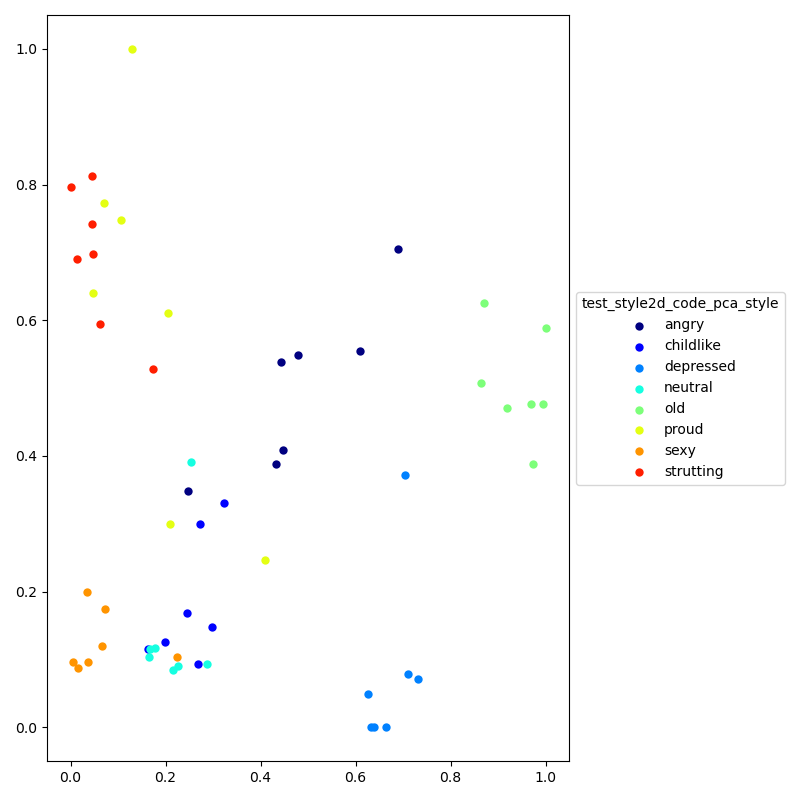 1.0
0.8
0.6
0.4
0.2
0.0
0.0 0.2 0.4 0.6 0.8 1.0
test_style2d_code_pca_style
angry
childlike
depressed
neutral
old
proud
sexy
strutting